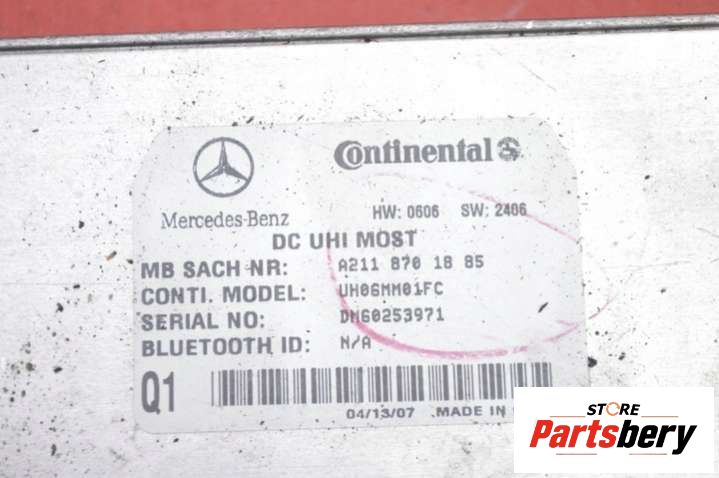 Continental
Mercedes-Benz
HW: 0606 SW: 2406
DC UHI MOST
MB SACH NR: A211 870 18 85
CONTI. MODEL: UH06MM01FC
SERIAL NO: DM60253971
BLUETOOTH ID: N/A
Q1
04/13/07 MADE IN
STORE
Partsbery